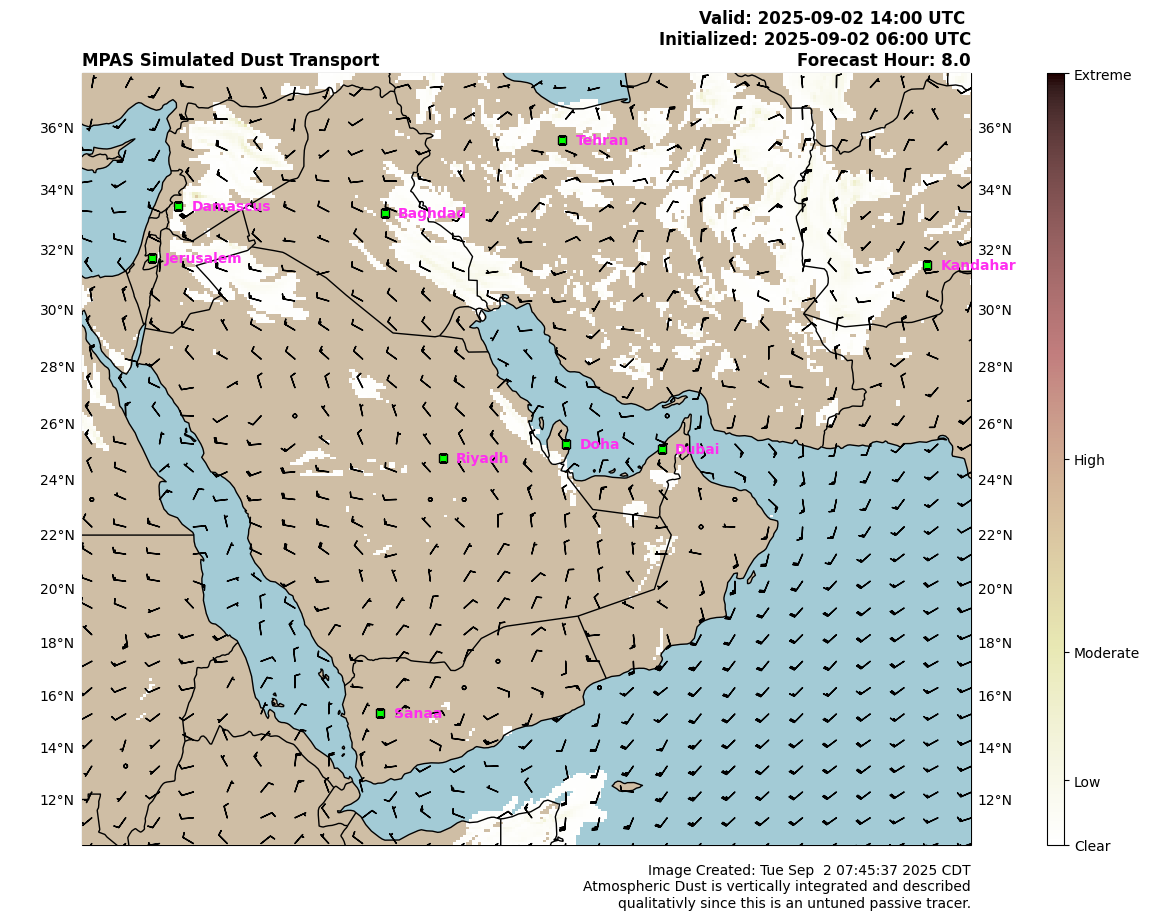 Valid: 2025-09-02 14:00 UTC
Initialized: 2025-09-02 06:00 UTC
MPAS Simulated Dust Transport
Forecast Hour: 8.0
Extreme
36°N
36°N
Tehran
34°N
34°N
Damascus
Baghdad
32°N
32°N
Jerusalem
Kandahar
30°N
30°N
28°N
28°N
26°N
26°N
Doha
Dubai
Riyadh
High
24°N
24°N
22°N
22°N
20°N
20°N
18°N
18°N
Moderate
16°N
16°N
Sanaa
14°N
14°N
Low
12°N
12°N
Clear
Image Created: Tue Sep  2 07:45:37 2025 CDT
Atmospheric Dust is vertically integrated and described
qualitativly since this is an untuned passive tracer.